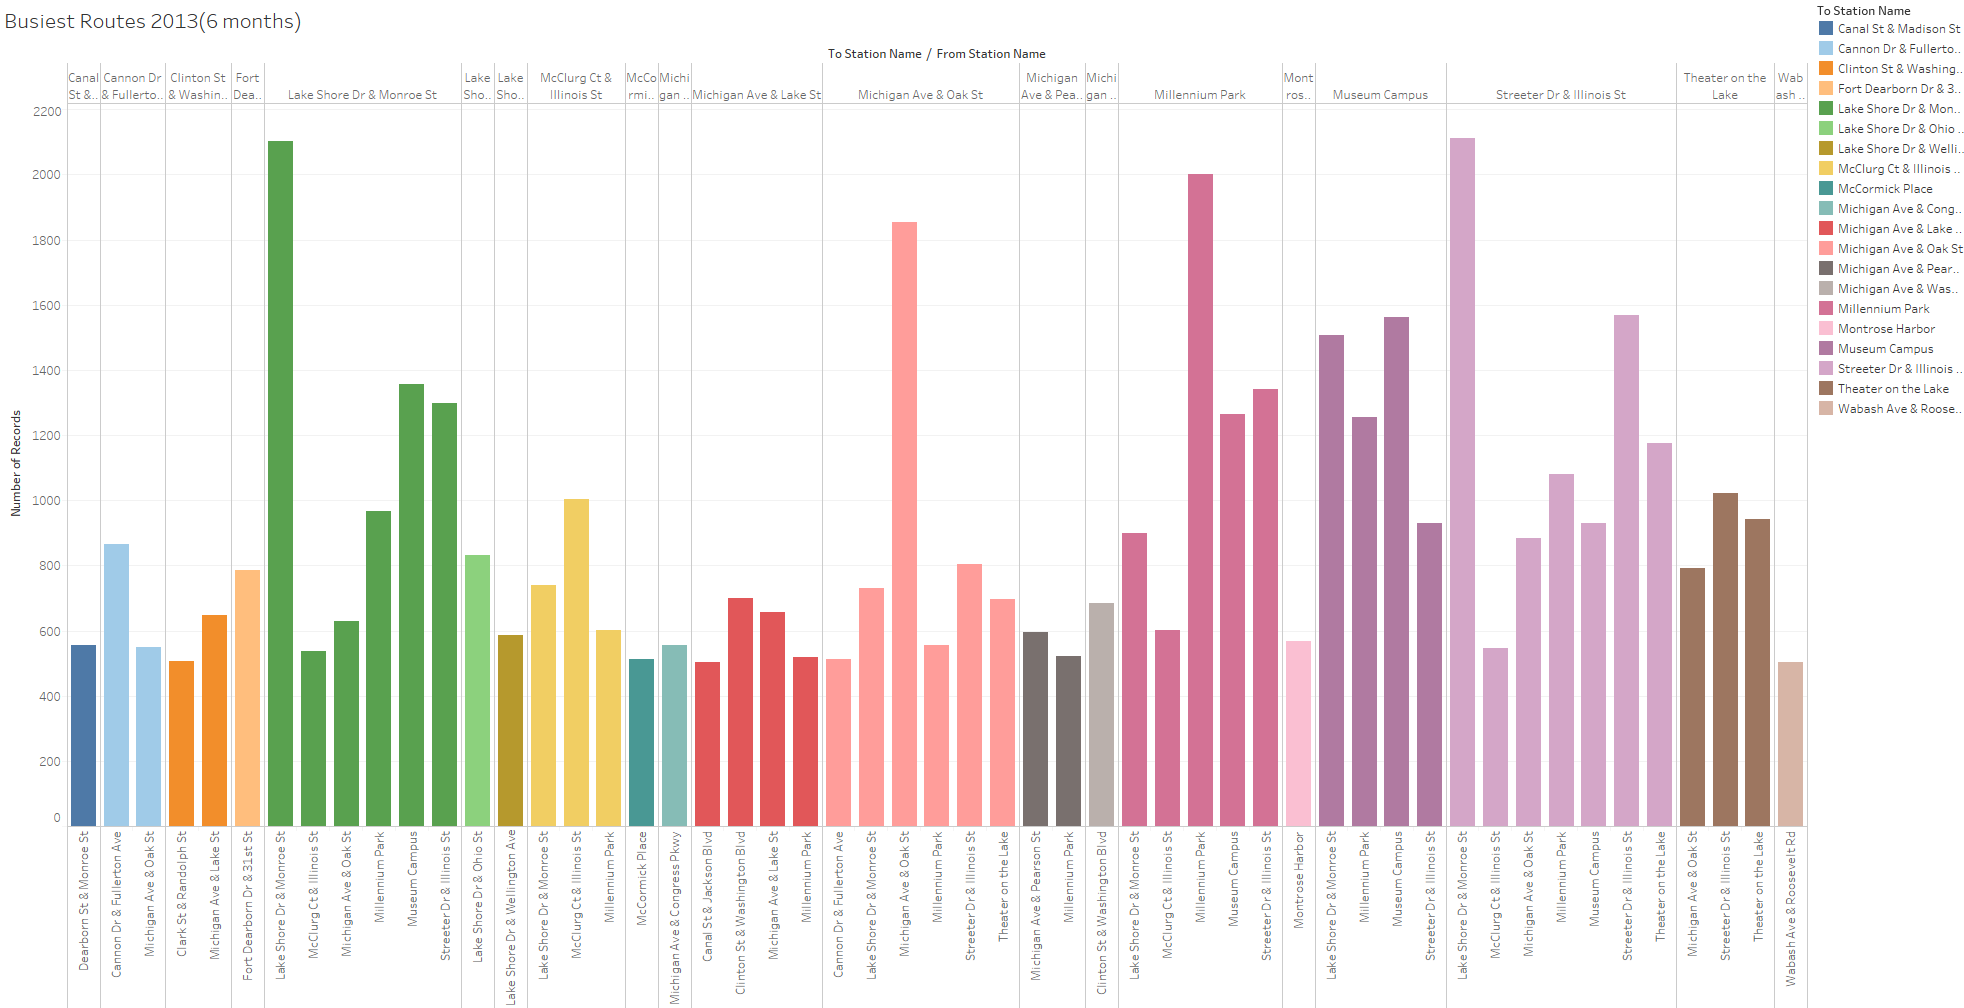 Busiest Routes 2013(6 months)
To Station Name / From Station Name
Canal
St &..
Cannon Dr
& Fullerto..
Clinton St
& Washin..
Fort
Dea..
Lake Shore Dr & Monroe St
Lake
Sho..
Lake
Sho..
McClurg Ct &
Illinois St
McCo
rmi..
Michi
gan ..
Michigan Ave & Lake St
Michigan Ave & Oak St
Michigan
Ave & Pea..
Michi
gan ..
Millennium Park
Mont
ros..
Museum Campus
Streeter Dr & Illinois St
Theater on the
Lake
Wab
ash ..
2200
2000
1800
1600
1400
1200
1000
800
600
400
200
0
Number of Records
Dearborn St & Monroe St
Cannon Dr & Fullerton Ave
Michigan Ave & Oak St
Clark St & Randolph St
Michigan Ave & Lake St
Fort Dearborn Dr & 31st St
Lake Shore Dr & Monroe St
McClurg Ct & Illinois St
Michigan Ave & Oak St
Millennium Park
Museum Campus
Streeter Dr & Illinois St
Lake Shore Dr & Ohio St
Lake Shore Dr & Wellington Ave
Lake Shore Dr & Monroe St
McClurg Ct & Illinois St
Millennium Park
McCormick Place
Michigan Ave & Congress Pkwy
Canal St & Jackson Blvd
Clinton St & Washington Blvd
Michigan Ave & Lake St
Millennium Park
Cannon Dr & Fullerton Ave
Lake Shore Dr & Monroe St
Michigan Ave & Oak St
Millennium Park
Streeter Dr & Illinois St
Theater on the Lake
Michigan Ave & Pearson St
Millennium Park
Clinton St & Washington Blvd
Lake Shore Dr & Monroe St
McClurg Ct & Illinois St
Millennium Park
Museum Campus
Streeter Dr & Illinois St
Montrose Harbor
Lake Shore Dr & Monroe St
Millennium Park
Museum Campus
Streeter Dr & Illinois St
Lake Shore Dr & Monroe St
McClurg Ct & Illinois St
Michigan Ave & Oak St
Millennium Park
Museum Campus
Streeter Dr & Illinois St
Theater on the Lake
Michigan Ave & Oak St
Streeter Dr & Illinois St
Theater on the Lake
Wabash Ave & Roosevelt Rd
To Station Name
Canal St & Madison St
Cannon Dr & Fullerto..
Clinton St & Washing..
Fort Dearborn Dr & 3..
Lake Shore Dr & Mon..
Lake Shore Dr & Ohio ..
Lake Shore Dr & Welli..
McClurg Ct & Illinois ..
McCormick Place
Michigan Ave & Cong..
Michigan Ave & Lake ..
Michigan Ave & Oak St
Michigan Ave & Pear..
Michigan Ave & Was..
Millennium Park
Montrose Harbor
Museum Campus
Streeter Dr & Illinois ..
Theater on the Lake
Wabash Ave & Roose..